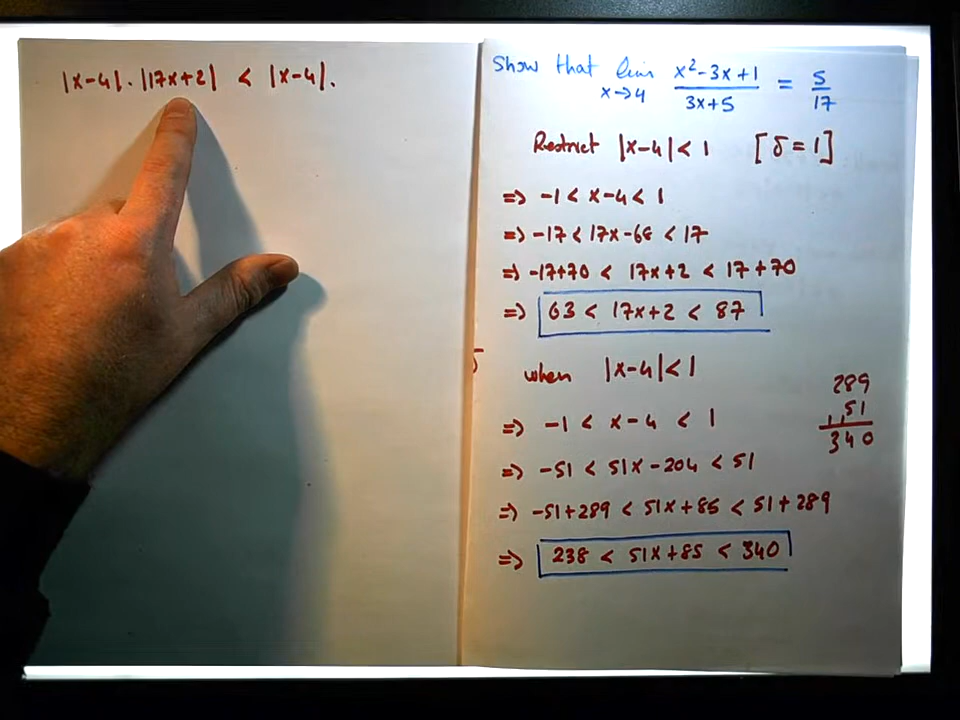 |x-4|.|17x+2| < |x-4|.
Show that lim x→4 x²-3x+1 / 3x+5 = 5/17
Restrict |x-4|<1 [δ=1]
=> -1 < x-4 < 1
=> -17 < 17x-68 < 17
=> -17+70 < 17x+2 < 17+70
=> 63 < 17x+2 < 87
when |x-4|<1
=> -1 < x-4 < 1
=> -51 < 51x-204 < 51
=> -51+289 < 51x+85 < 51+289
=> 238 < 51x+85 < 340
289
51
340